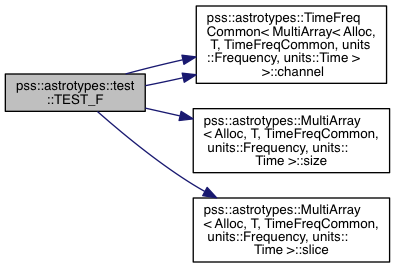 pss::astrotypes::test
::TEST_F
pss::astrotypes::TimeFreq
Common< MultiArray< Alloc,
T, TimeFreqCommon, units
::Frequency, units::Time >
>::channel
pss::astrotypes::MultiArray
< Alloc, T, TimeFreqCommon,
units::Frequency, units::
Time >::size
pss::astrotypes::MultiArray
< Alloc, T, TimeFreqCommon,
units::Frequency, units::
Time >::slice